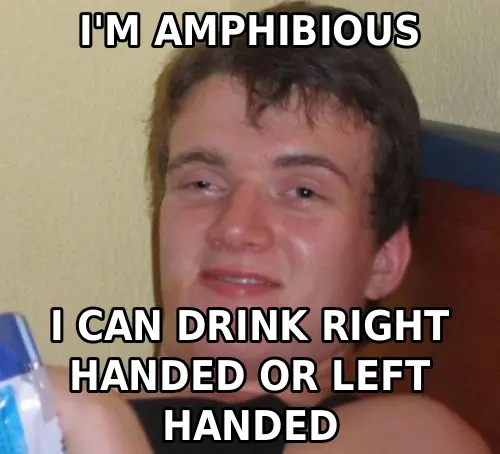 I'M AMPHIBIOUS
I CAN DRINK RIGHT
HANDED OR LEFT
HANDED